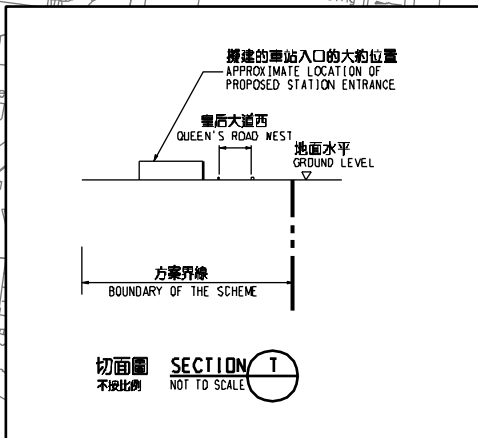 擬建的車站入口的大約位置
APPROXIMATE LOCATION OF
PROPOSED STATION ENTRANCE
皇后大道西
QUEEN'S ROAD WEST
地面水平
GROUND LEVEL
方案界線
BOUNDARY OF THE SCHEME
切面圖 SECTION T
不按比例 NOT TO SCALE